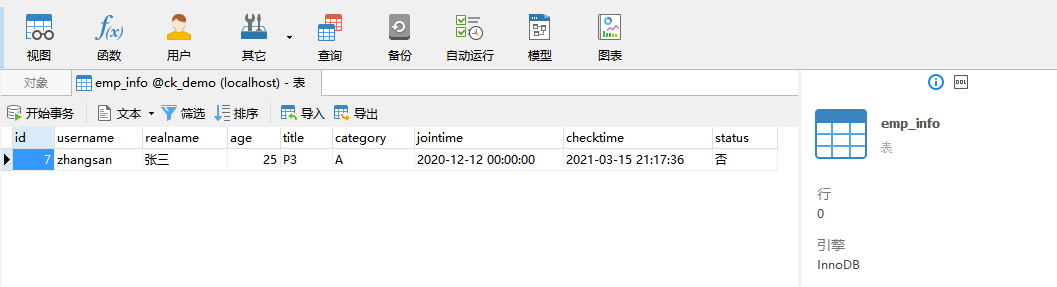 视图 函数 用户 其它 查询 备份 自动运行 模型 图表
对象 emp_info @ck_demo (localhost) - 表
开始事务 文本 筛选 排序 导入 导出
id username realname age title category jointime checktime status
7 zhangsan 张三 25 P3 A 2020-12-12 00:00:00 2021-03-15 21:17:36 否
DDL
emp_info
表
行
0
引擎
InnoDB